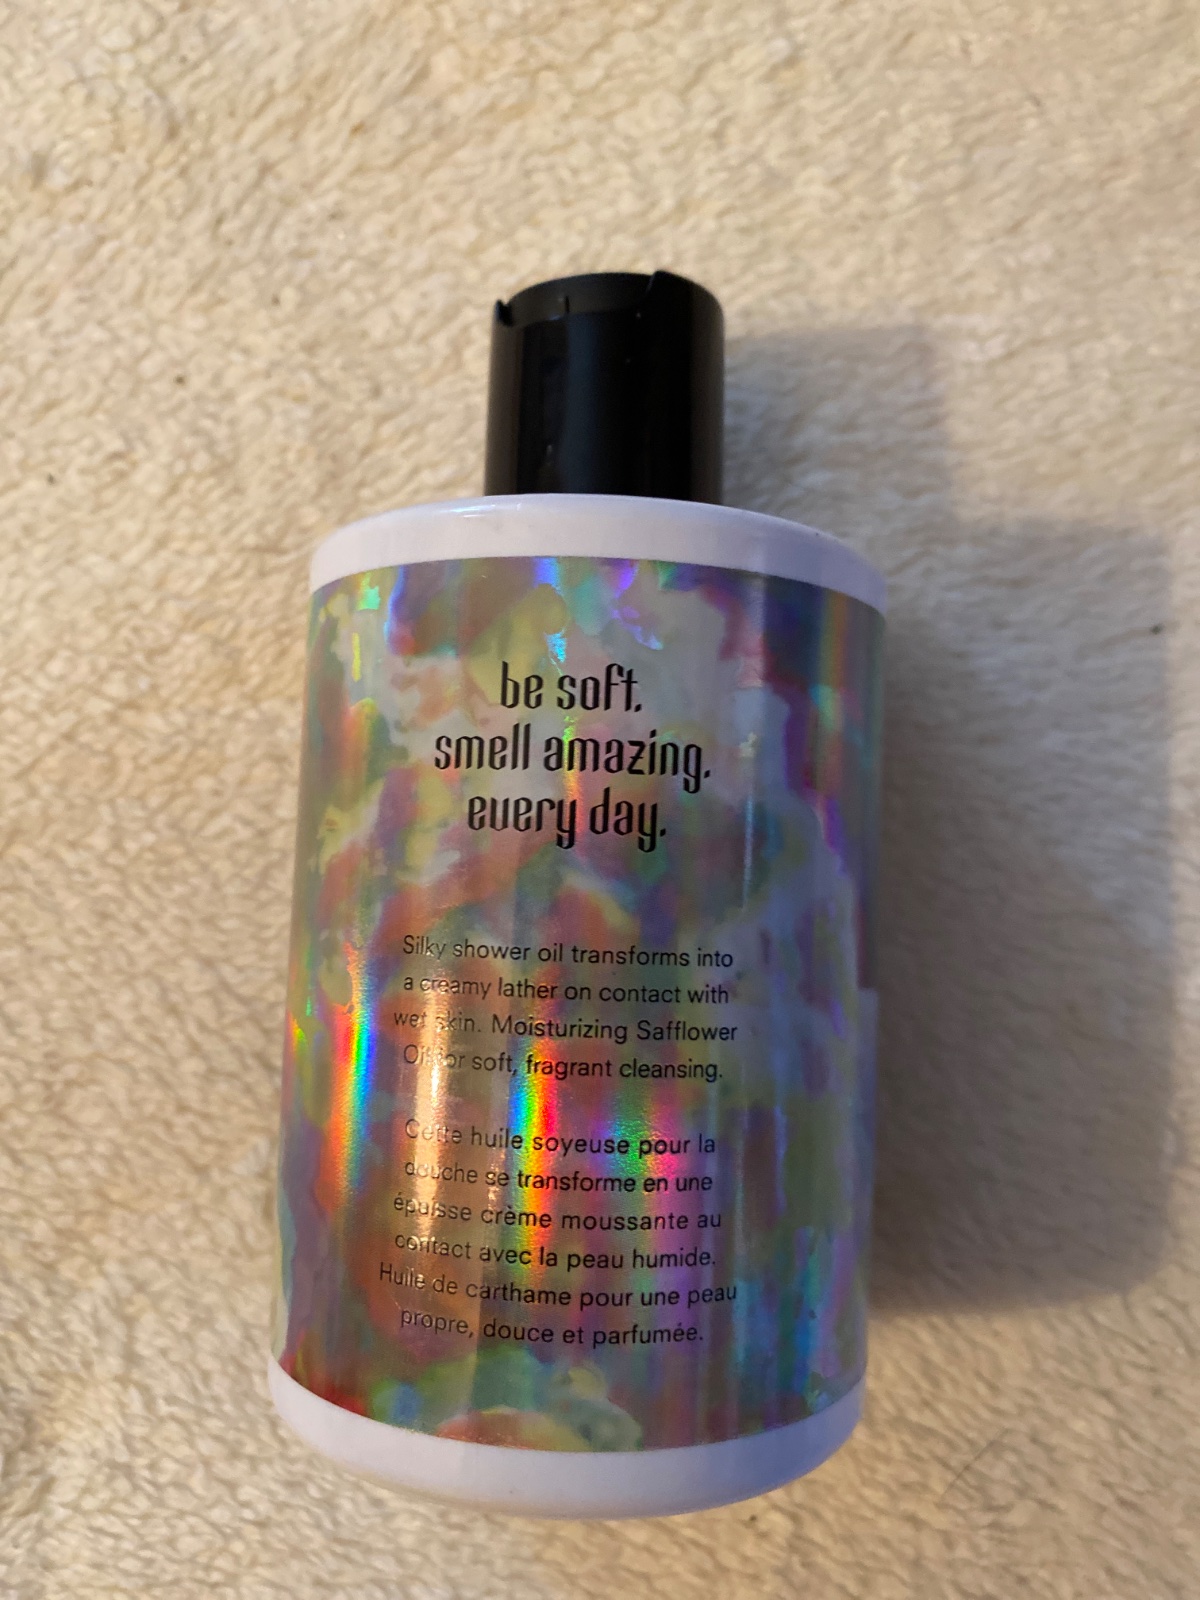 be soft.
smell amazing.
every day.
Silky shower oil transforms into
a creamy lather on contact with
wet skin. Moisturizing Safflower
Oil for soft, fragrant cleansing.
Cette huile soyeuse pour la
douche se transforme en une
épaisse crème moussante au
contact avec la peau humide.
Huile de carthame pour une peau
propre, douce et parfumée.